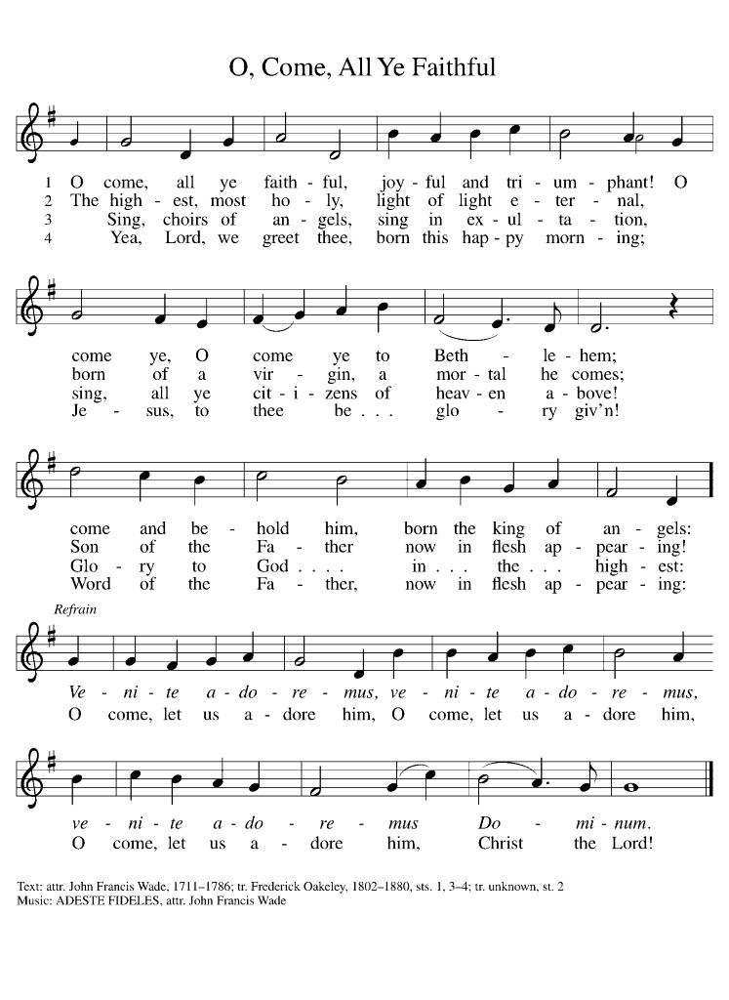 O, Come, All Ye Faithful
1 O come, all ye faith - ful, joy - ful and tri - um - phant! O
2 The high - est, most ho - ly, light of light e - ter - nal,
3 Sing, choirs of an - gels, sing in ex - ul - ta - tion,
4 Yea, Lord, we greet thee, born this hap - py morn - ing;
come ye, O come ye to Beth - le - hem;
born of a vir - gin, a mor - tal he comes;
sing, all ye cit - i - zens of heav - en a - bove!
Je - sus, to thee be . . . glo - ry giv'n!
come and be - hold him, born the king of an - gels:
Son of the Fa - ther now in flesh ap - pear - ing!
Glo - ry to God . . . . in . . . the . . . high - est:
Word of the Fa - ther, now in flesh ap - pear - ing:
Refrain
Ve - ni - te a - do - re - mus, ve - ni - te a - do - re - mus,
O come, let us a - dore him, O come, let us a - dore him,
ve - ni - te a - do - re - mus Do - mi - num.
O come, let us a - dore him, Christ the Lord!
Text: attr. John Francis Wade, 1711–1786; tr. Frederick Oakeley, 1802–1880, sts. 1, 3–4; tr. unknown, st. 2
Music: ADESTE FIDELES, attr. John Francis Wade